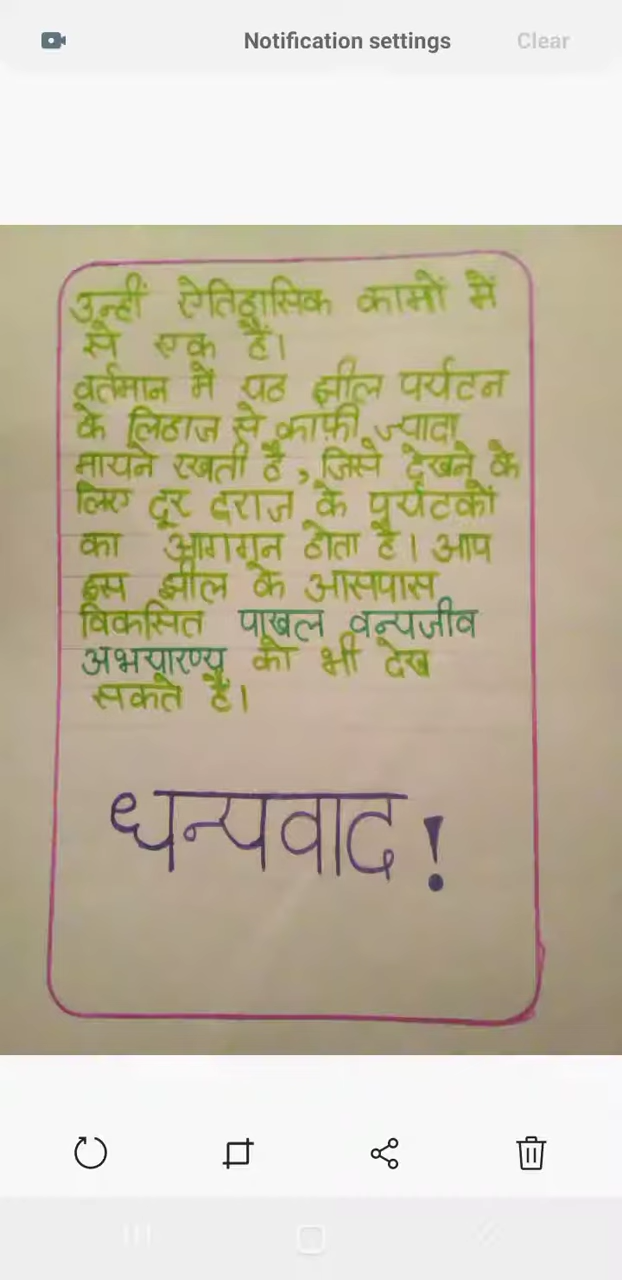 Notification settings
Clear
उन्हीं ऐतिहासिक कामों में
से एक हैं।
वर्तमान में यह झील पर्यटन
के लिहाज से काफ़ी ज्यादा
मायने रखती है, जिसे देखने के
लिए दूर दराज के पर्यटकों
का आगमन होता है। आप
इस झील के आसपास
विकसित पाखल वन्यजीव
अभयारण्य को भी देख
सकते हैं।
धन्यवाद!